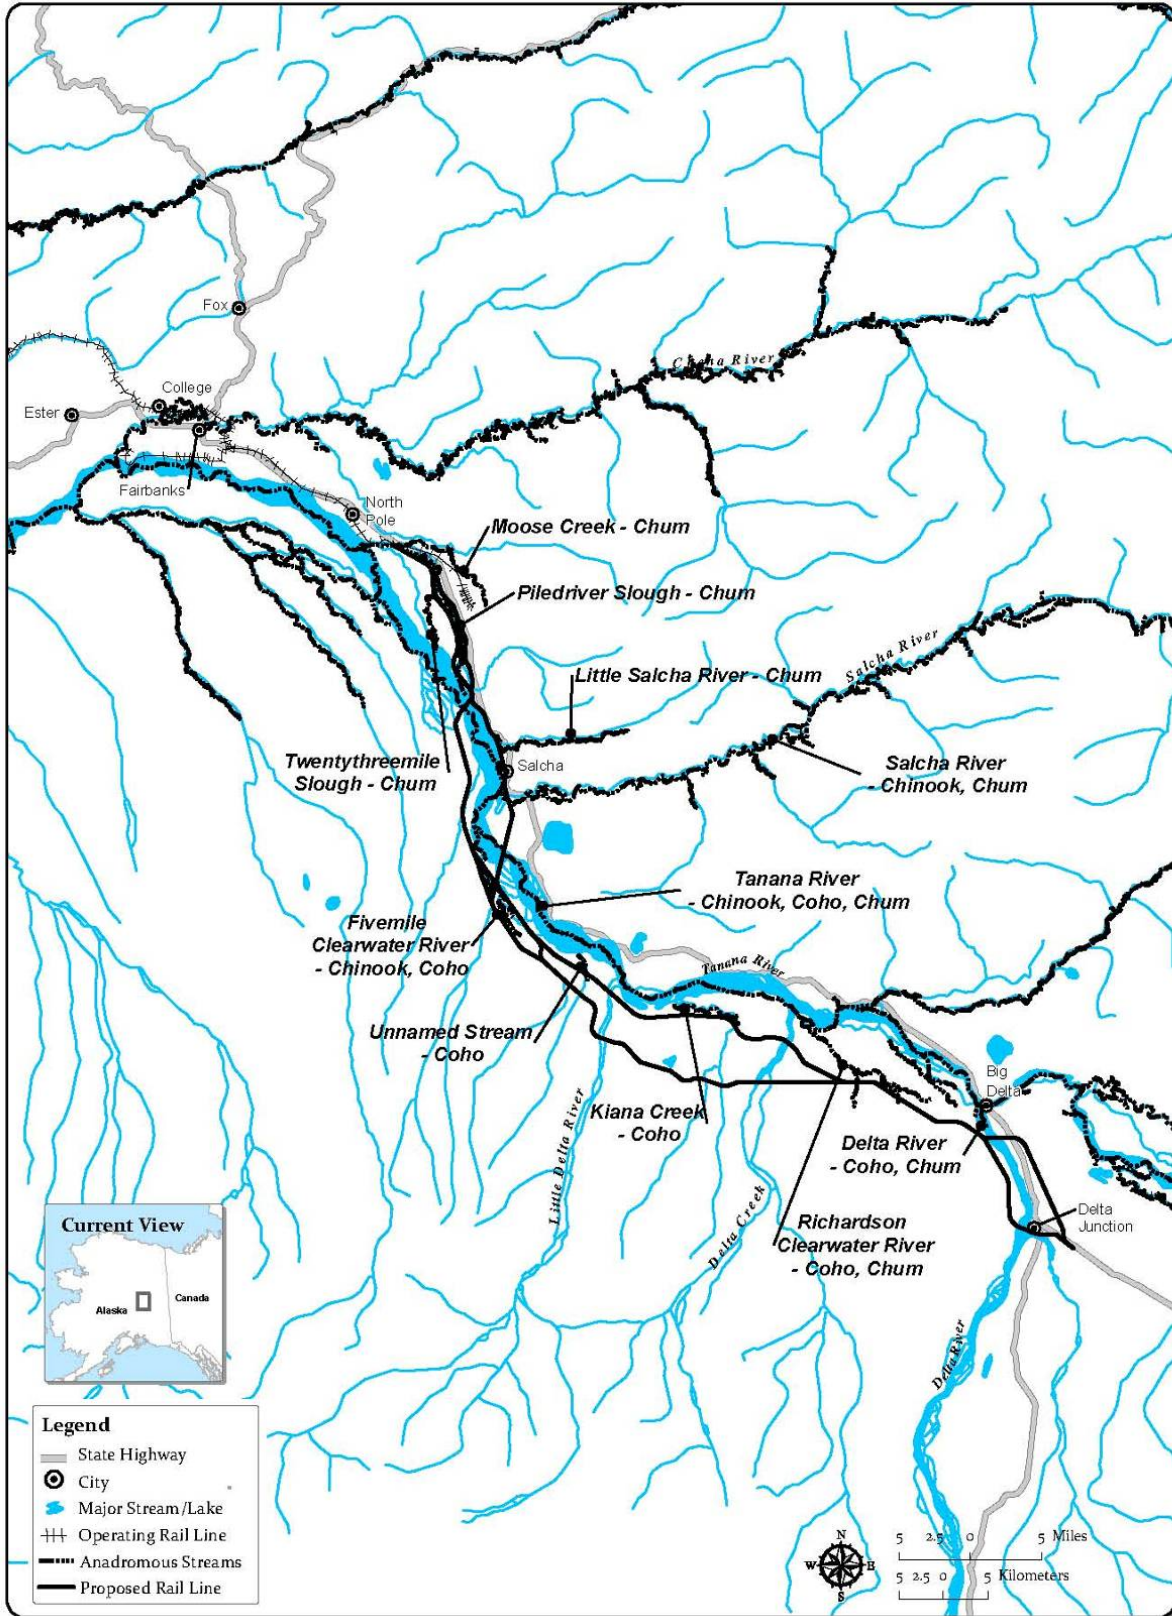 Fox
Chena River
College
Ester
Fairbanks
North
Pole
Moose Creek - Chum
Piledriver Slough - Chum
Salcha River
Little Salcha River - Chum
Twentythreemile
Slough - Chum
Salcha
Salcha River
- Chinook, Chum
Tanana River
- Chinook, Coho, Chum
Fivemile
Clearwater River
- Chinook, Coho
Tanana River
Unnamed Stream
- Coho
Big
Delta
Kiana Creek
- Coho
Little Delta River
Delta River
- Coho, Chum
Delta Creek
Richardson
Clearwater River
- Coho, Chum
Delta
Junction
Delta River
Current View
Alaska
Canada
Legend
State Highway
City
Major Stream/Lake
Operating Rail Line
Anadromous Streams
Proposed Rail Line
N
W E
S
5 2.5 0 5 Miles
5 2.5 0 5 Kilometers